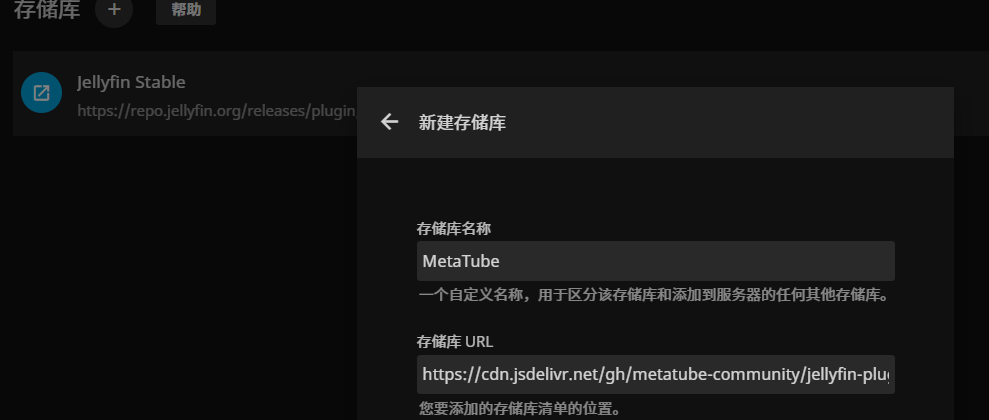 存储库 + 帮助
Jellyfin Stable
https://repo.jellyfin.org/releases/plugin
新建存储库
存储库名称
MetaTube
一个自定义名称，用于区分该存储库和添加到服务器的任何其他存储库。
存储库 URL
https://cdn.jsdelivr.net/gh/metatube-community/jellyfin-plug
您要添加的存储库清单的位置。